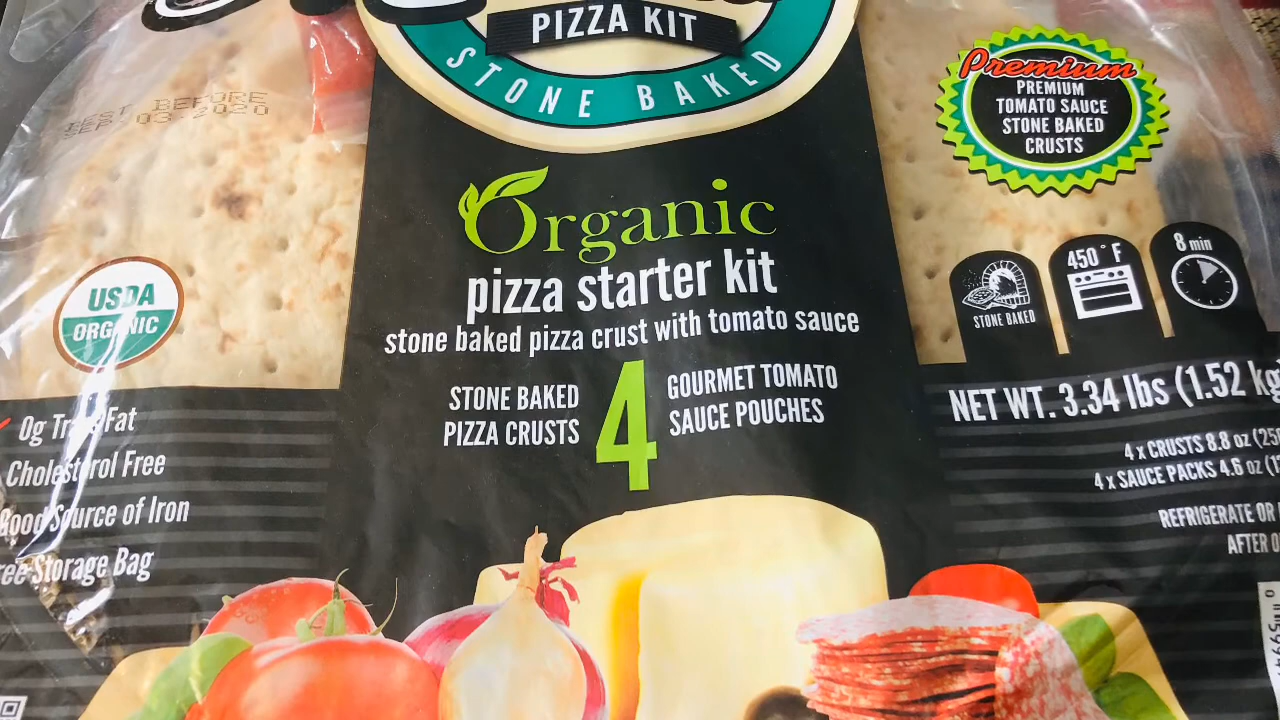 PIZZA KIT
STONE BAKED
BEST BEFORE
SEP 03 2020
Premium
PREMIUM
TOMATO SAUCE
STONE BAKED
CRUSTS
Organic
pizza starter kit
stone baked pizza crust with tomato sauce
USDA
ORGANIC
STONE BAKED
450°F
8 min
STONE BAKED
PIZZA CRUSTS
4
GOURMET TOMATO
SAUCE POUCHES
0g Trans Fat
Cholesterol Free
Good Source of Iron
Storage Bag
NET WT. 3.34 lbs (1.52 kg
4 x CRUSTS 8.8 oz (250
4 x SAUCE PACKS 4.6 oz (1
REFRIGERATE OR
AFTER O